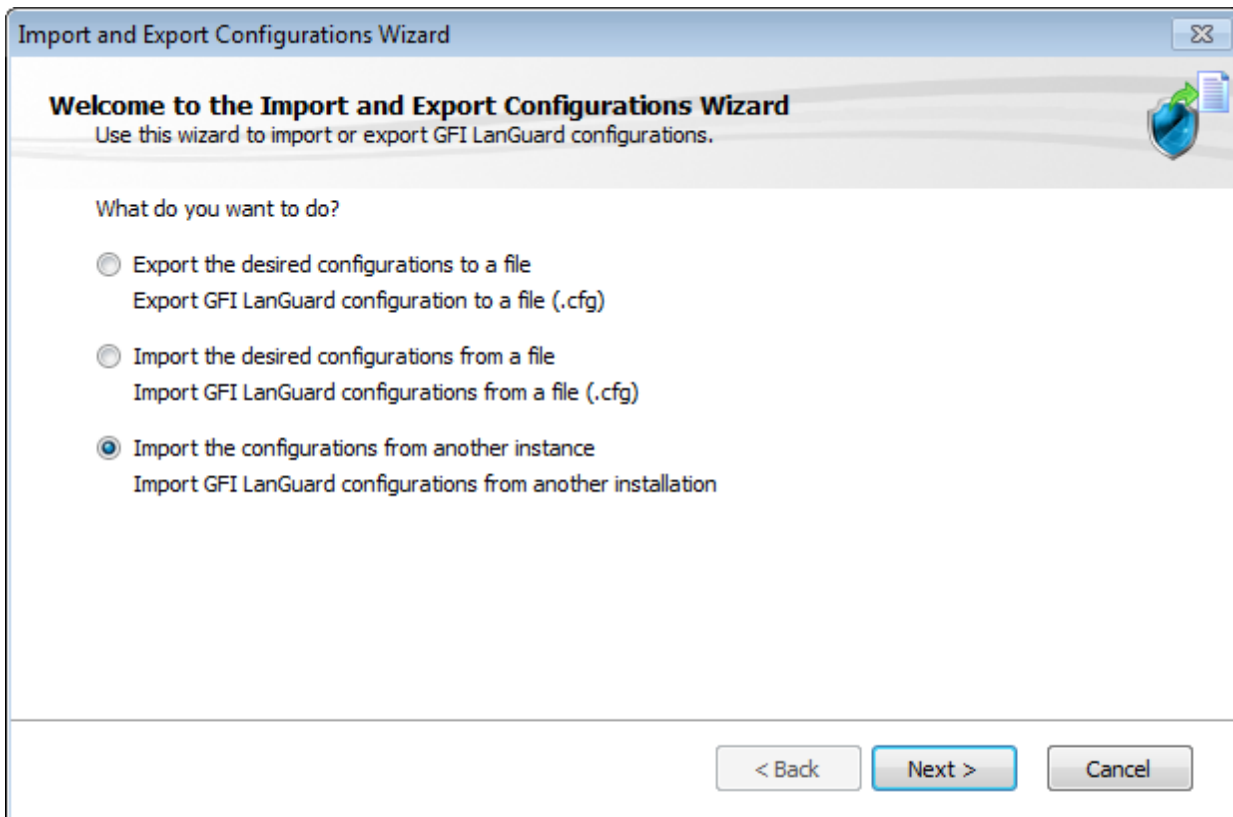 Import and Export Configurations Wizard
Welcome to the Import and Export Configurations Wizard
Use this wizard to import or export GFI LanGuard configurations.
What do you want to do?
Export the desired configurations to a file
Export GFI LanGuard configuration to a file (.cfg)
Import the desired configurations from a file
Import GFI LanGuard configurations from a file (.cfg)
Import the configurations from another instance
Import GFI LanGuard configurations from another installation
< Back Next > Cancel